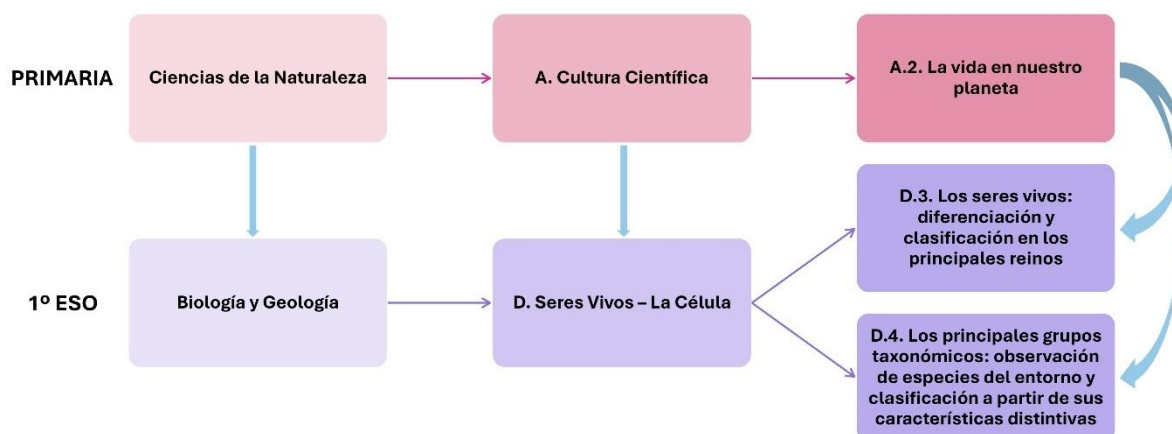 PRIMARIA
Ciencias de la Naturaleza
A. Cultura Científica
A.2. La vida en nuestro
planeta
D.3. Los seres vivos:
diferenciación y
clasificación en los
principales reinos
1º ESO
Biología y Geología
D. Seres Vivos – La Célula
D.4. Los principales grupos
taxonómicos: observación
de especies del entorno y
clasificación a partir de sus
características distintivas